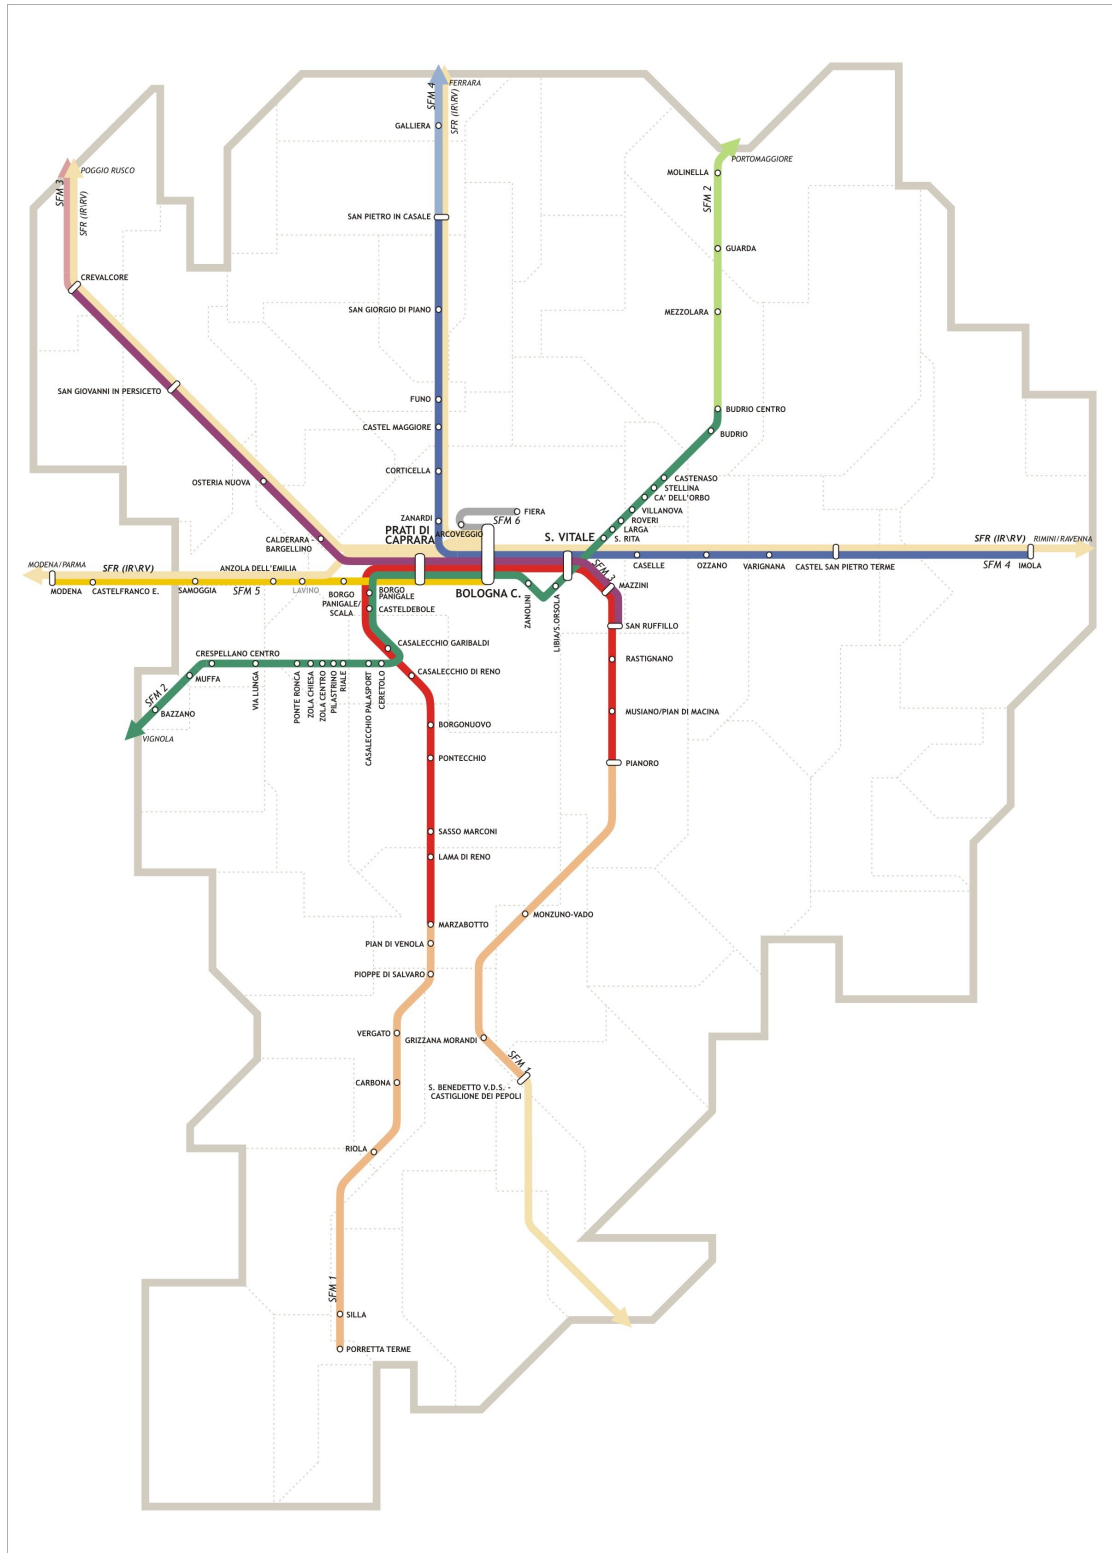 FERRARA
SFM 4
SFR (IR\RV)
GALLIERA
POGGIO RUSCO
SFM 3
SFR (IR\RV)
PORTOMAGGIORE
MOLINELLA
SFM 2
SAN PIETRO IN CASALE
GUARDA
CREVALCORE
SAN GIORGIO DI PIANO
MEZZOLARA
SAN GIOVANNI IN PERSICETO
FUNO
BUDRIO CENTRO
CASTEL MAGGIORE
BUDRIO
CORTICELLA
CASTENASO
OSTERIA NUOVA
STELLINA
CA' DELL'ORBO
VILLANOVA
FIERA
ZANARDI
SFM 6
ROVERI
LARGA
PRATI DI
CAPRARA
ARCOVEGGIO
S. VITALE
S. RITA
CALDERARA -
BARGELLINO
SFR (IR\RV)
RIMINI/RAVENNA
MODENA/PARMA
SFR (IR\RV)
ANZOLA DELL'EMILIA
CASELLE
OZZANO
VARIGNANA
CASTEL SAN PIETRO TERME
SFM 4
IMOLA
SFM 3
MAZZINI
MODENA
CASTELFRANCO E.
SAMOGGIA
SFM 5
LAVINO
BORGO
PANIGALE/
SCALA
BORGO
PANIGALE
CASTELDEBOLE
BOLOGNA C.
ZANOLINI
LIBIA/S.ORSOLA
SAN RUFFILLO
CASALECCHIO GARIBALDI
CRESPELLANO CENTRO
RASTIGNANO
MUFFA
CASALECCHIO DI RENO
SFM 2
VIA LUNGA
PONTE RONCA
ZOLA CHIESA
ZOLA CENTRO
PILASTRINO
RIALE
CASALECCHIO PALASPORT
CERETOLO
BAZZANO
MUSIANO/PIAN DI MACINA
BORGONUOVO
VIGNOLA
PONTECCHIO
PIANORO
SASSO MARCONI
LAMA DI RENO
MONZUNO-VADO
MARZABOTTO
PIAN DI VENOLA
PIOPPE DI SALVARO
VERGATO
GRIZZANA MORANDI
SFM 1
CARBONA
S. BENEDETTO V.D.S. -
CASTIGLIONE DEI PEPOLI
RIOLA
SFM 1
SILLA
PORRETTA TERME